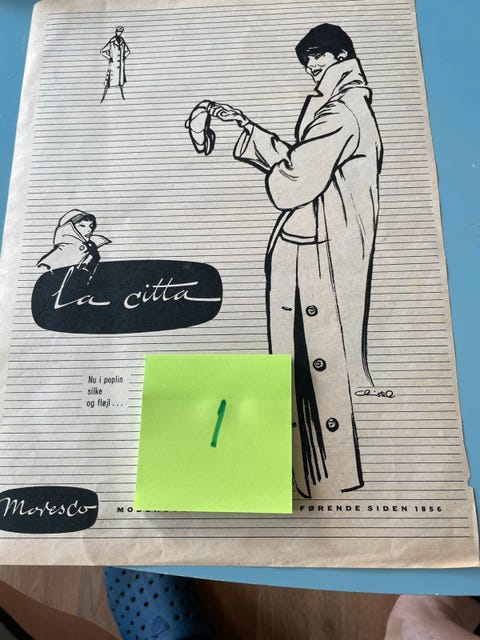 la citta
Nu i poplin
silke
og fløjl...
1
Moresco
FØRENDE SIDEN 1856